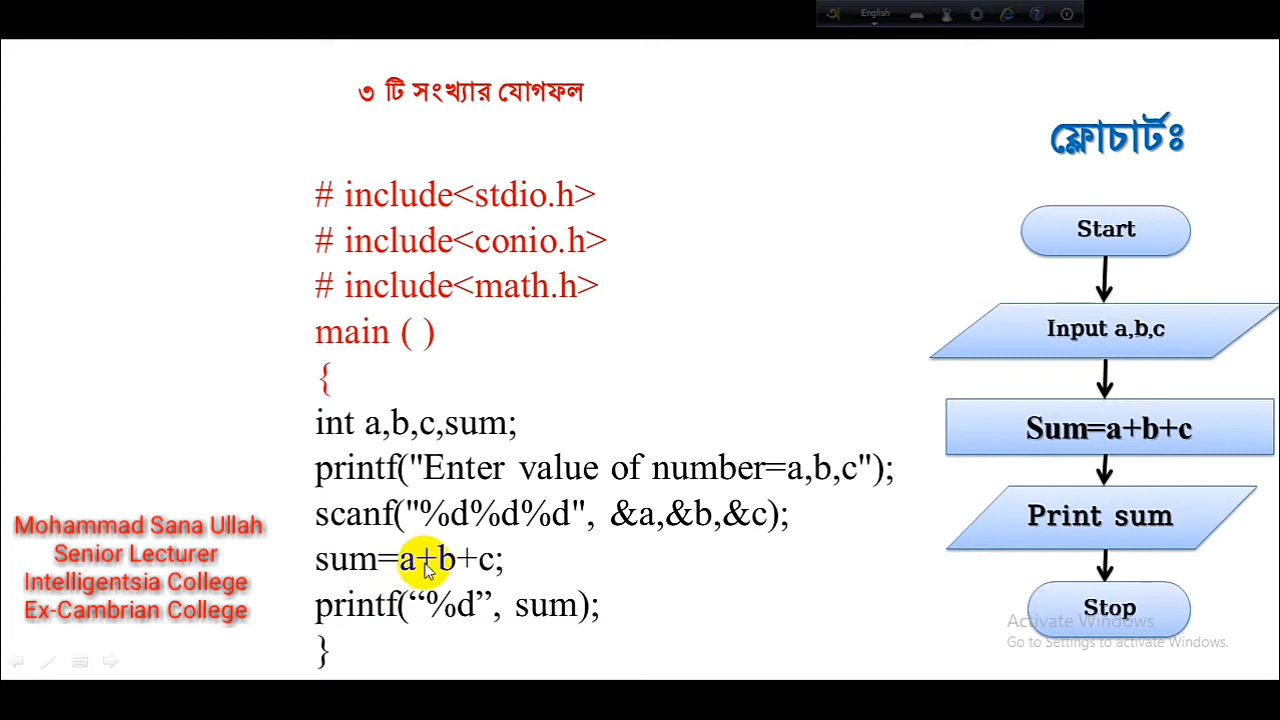 English
৩ টি সংখ্যার যোগফল
# include<stdio.h>
# include<conio.h>
# include<math.h>
main ( )
{
int a,b,c,sum;
printf("Enter value of number=a,b,c");
scanf("%d%d%d", &a,&b,&c);
sum=a+b+c;
printf(“%d”, sum);
}
Mohammad Sana Ullah
Senior Lecturer
Intelligentsia College
Ex-Cambrian College
ফ্লোচার্টঃ
Start
Input a,b,c
Sum=a+b+c
Print sum
Stop
Activate Windows
Go to Settings to activate Windows.